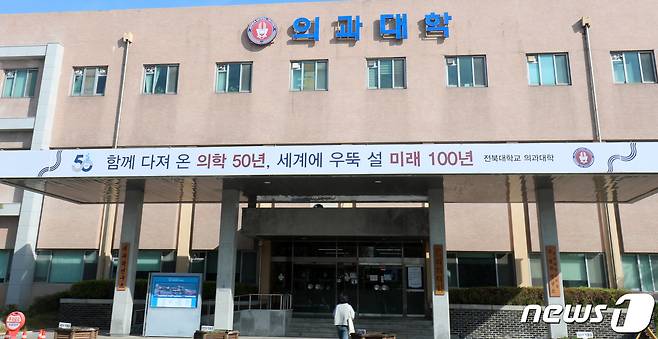 의과대학
50 함께 다져 온 의학 50년, 세계에 우뚝 설 미래 100년 전북대학교 의과대학
news1